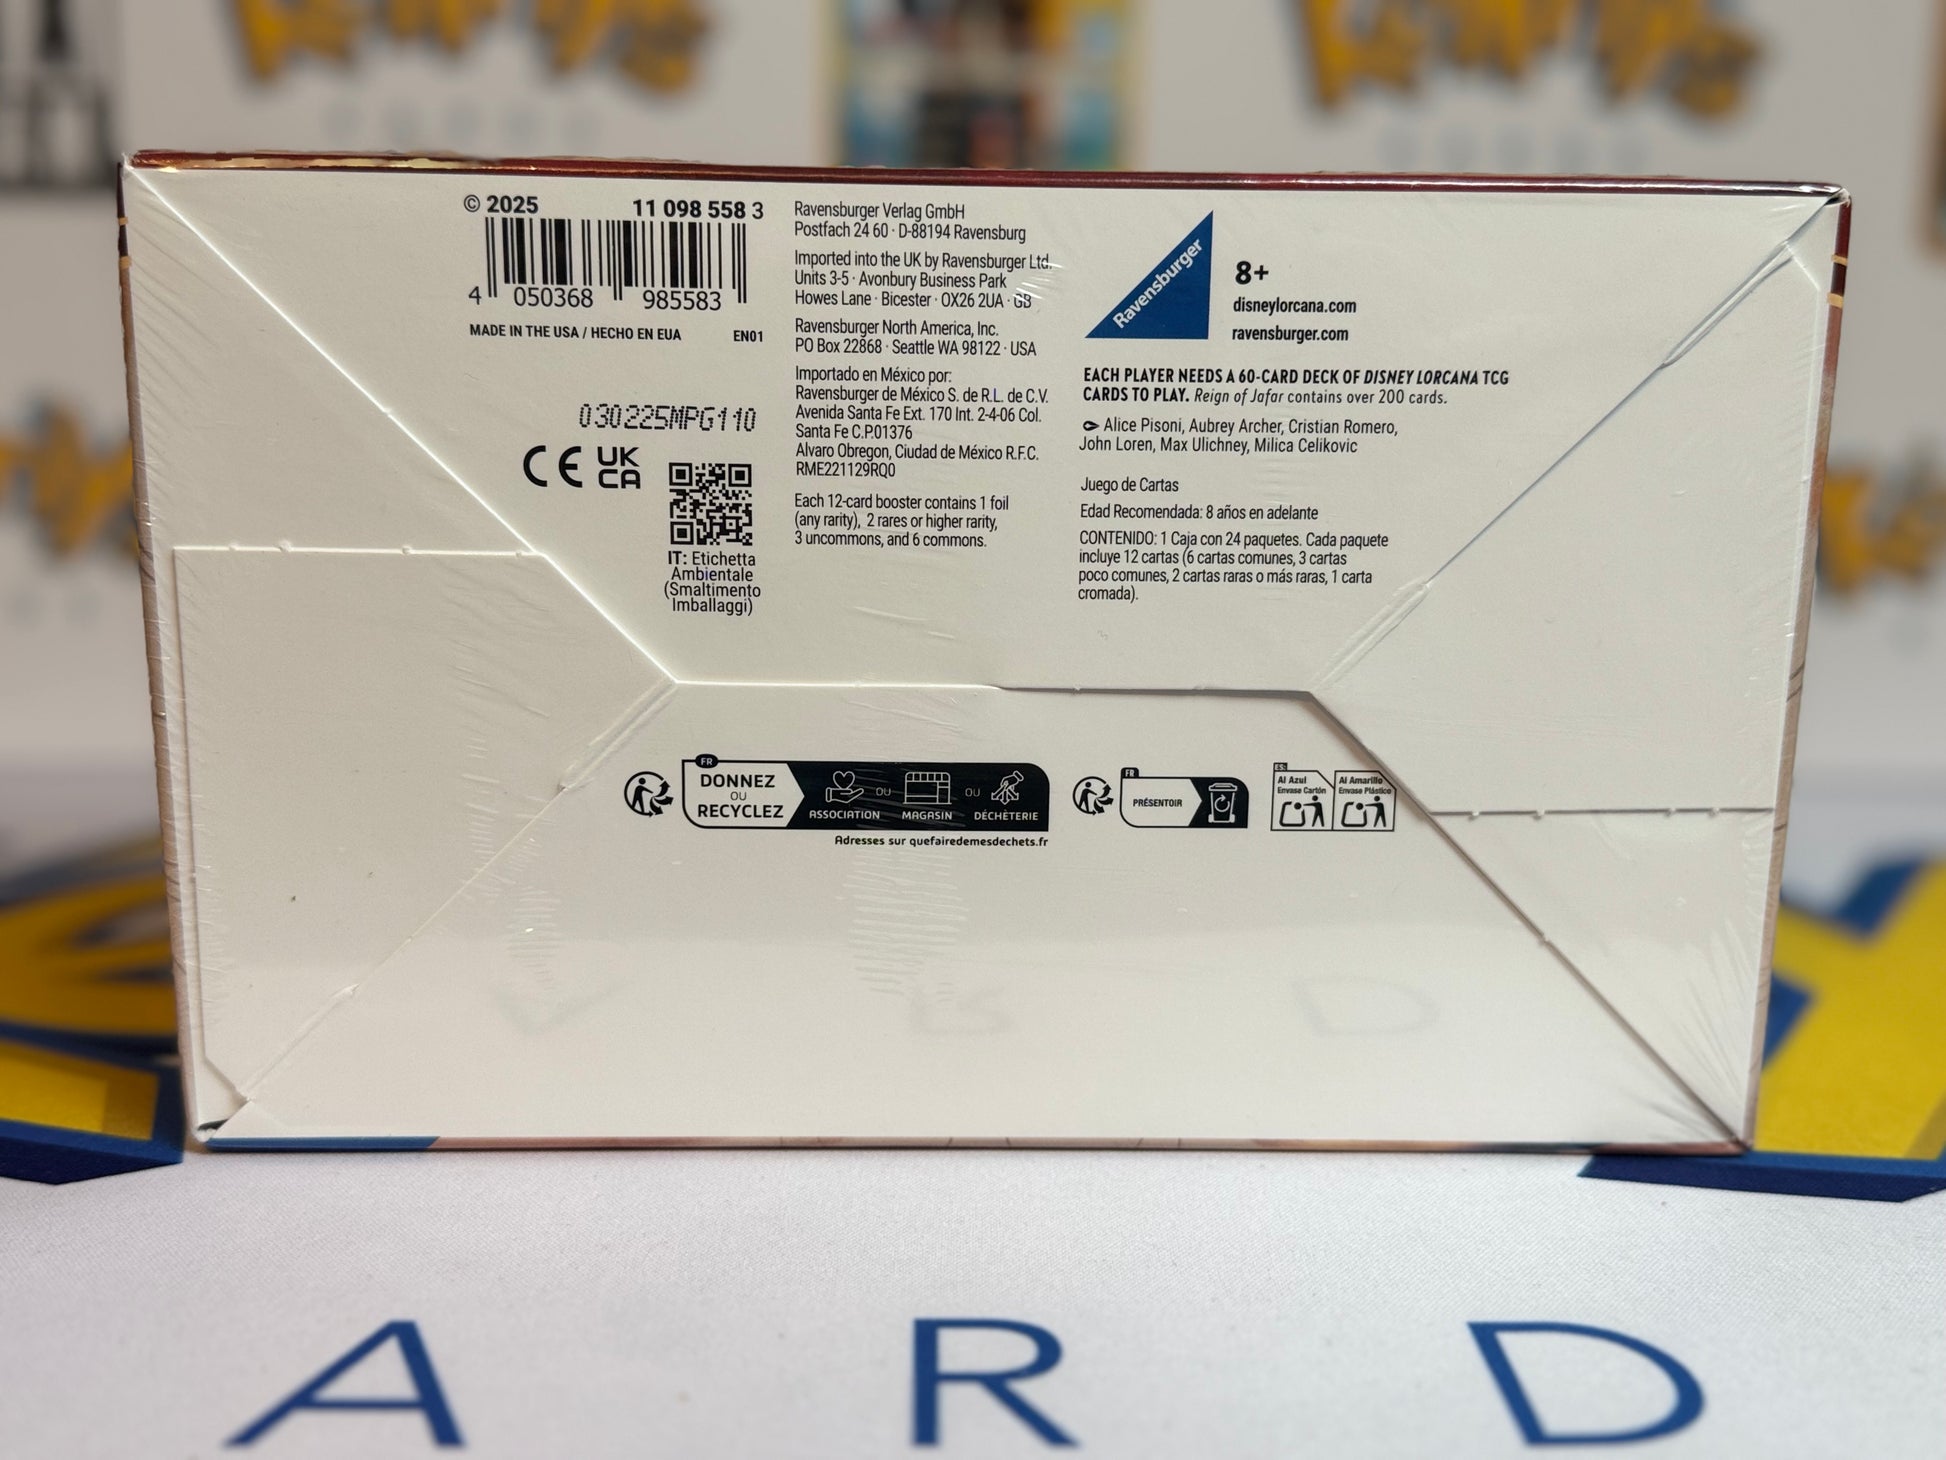 © 2025 11 098 558 3
4 050368 985583
MADE IN THE USA / HECHO EN EUA EN01
030225MPG110
CE UK CA
IT: Etichetta
Ambientale
(Smaltimento
Imballaggi)
Ravensburger Verlag GmbH
Postfach 24 60 · D-88194 Ravensburg
Imported into the UK by Ravensburger Ltd.
Units 3-5 · Avonbury Business Park
Howes Lane · Bicester · OX26 2UA · GB
Ravensburger North America, Inc.
PO Box 22868 · Seattle WA 98122 · USA
Importado en México por:
Ravensburger de México S. de R.L. de C.V.
Avenida Santa Fe Ext. 170 Int. 2-4-06 Col.
Santa Fe C.P.01376
Alvaro Obregon, Ciudad de México R.F.C.
RME221129RQ0
Each 12-card booster contains 1 foil
(any rarity), 2 rares or higher rarity,
3 uncommons, and 6 commons.
Ravensburger
8+
disneylorcana.com
ravensburger.com
EACH PLAYER NEEDS A 60-CARD DECK OF DISNEY LORCANA TCG
CARDS TO PLAY. Reign of Jafar contains over 200 cards.
Alice Pisoni, Aubrey Archer, Cristian Romero,
John Loren, Max Ulichney, Milica Celikovic
Juego de Cartas
Edad Recomendada: 8 años en adelante
CONTENIDO: 1 Caja con 24 paquetes. Cada paquete
incluye 12 cartas (6 cartas comunes, 3 cartas
poco comunes, 2 cartas raras o más raras, 1 carta
cromada).
FR
DONNEZ
OU
RECYCLEZ
ASSOCIATION OU MAGASIN OU DÉCHÈTERIE
Adresses sur quefairedemesdechets.fr
FR
PRÉSENTOIR
ES:
Al Azul
Envase Cartón
Al Amarillo
Envase Plástico
A R D